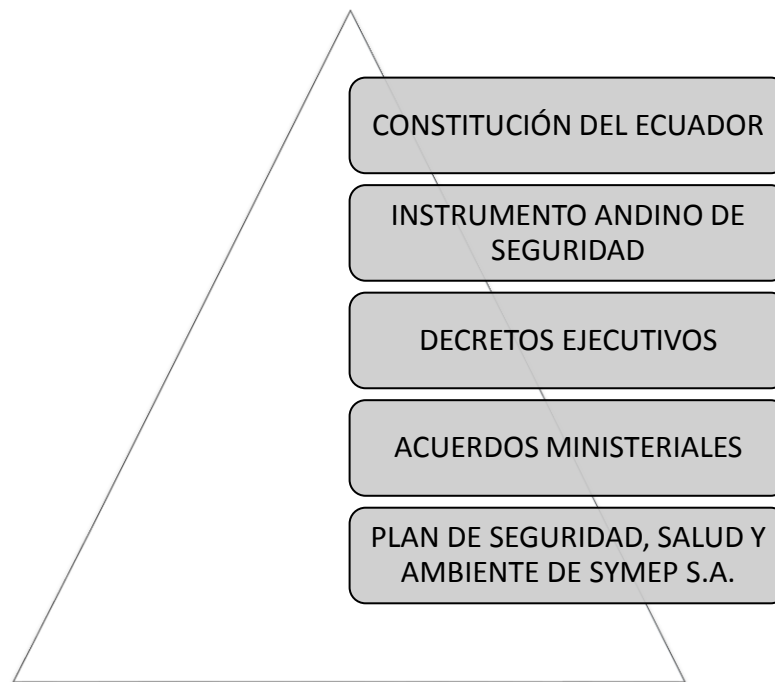 CONSTITUCIÓN DEL ECUADOR
INSTRUMENTO ANDINO DE
SEGURIDAD
DECRETOS EJECUTIVOS
ACUERDOS MINISTERIALES
PLAN DE SEGURIDAD, SALUD Y
AMBIENTE DE SYMEP S.A.